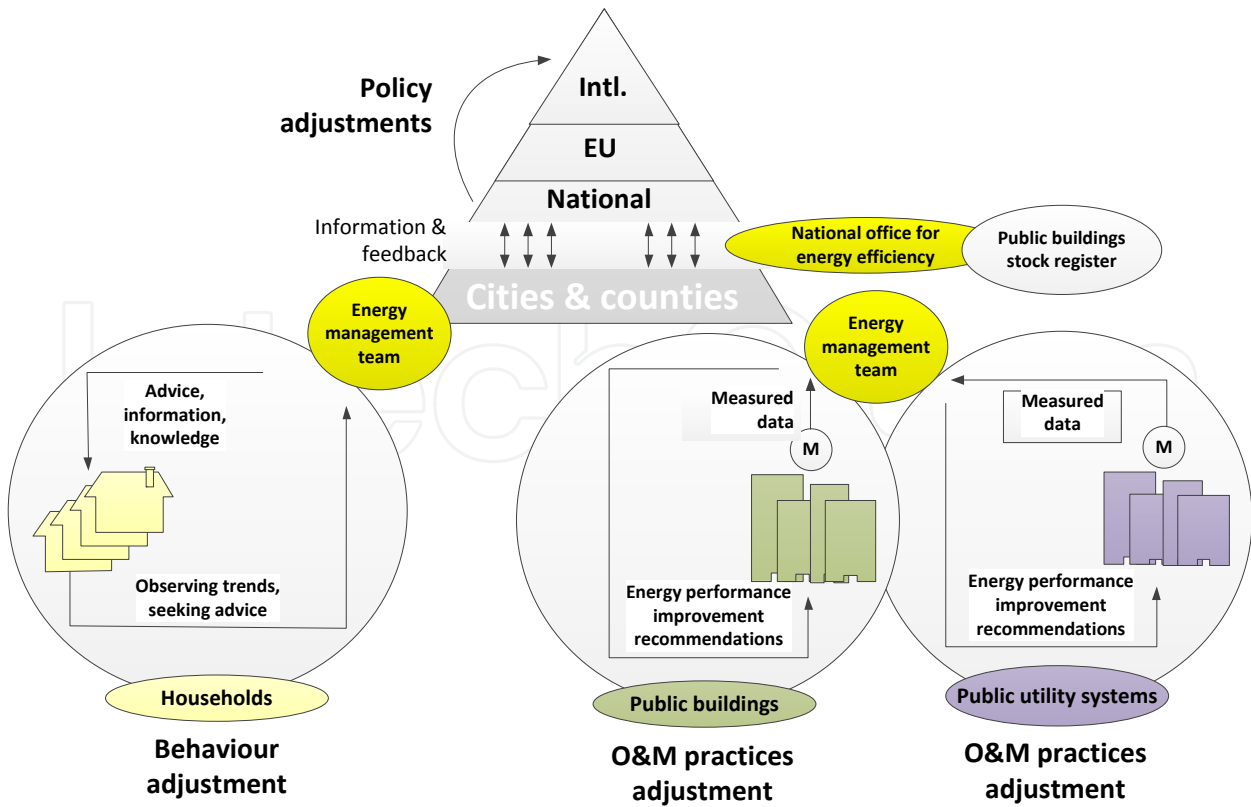 Intl.
Policy
adjustments
EU
National
Information &
feedback
National office for
energy efficiency
Public buildings
stock register
Cities & counties
Energy
management
team
Energy
management
team
Advice,
information,
knowledge
Measured
data
M
Measured
data
M
Observing trends,
seeking advice
Energy performance
improvement
recommendations
Energy performance
improvement
recommendations
Households
Public buildings
Public utility systems
Behaviour
adjustment
O&M practices
adjustment
O&M practices
adjustment